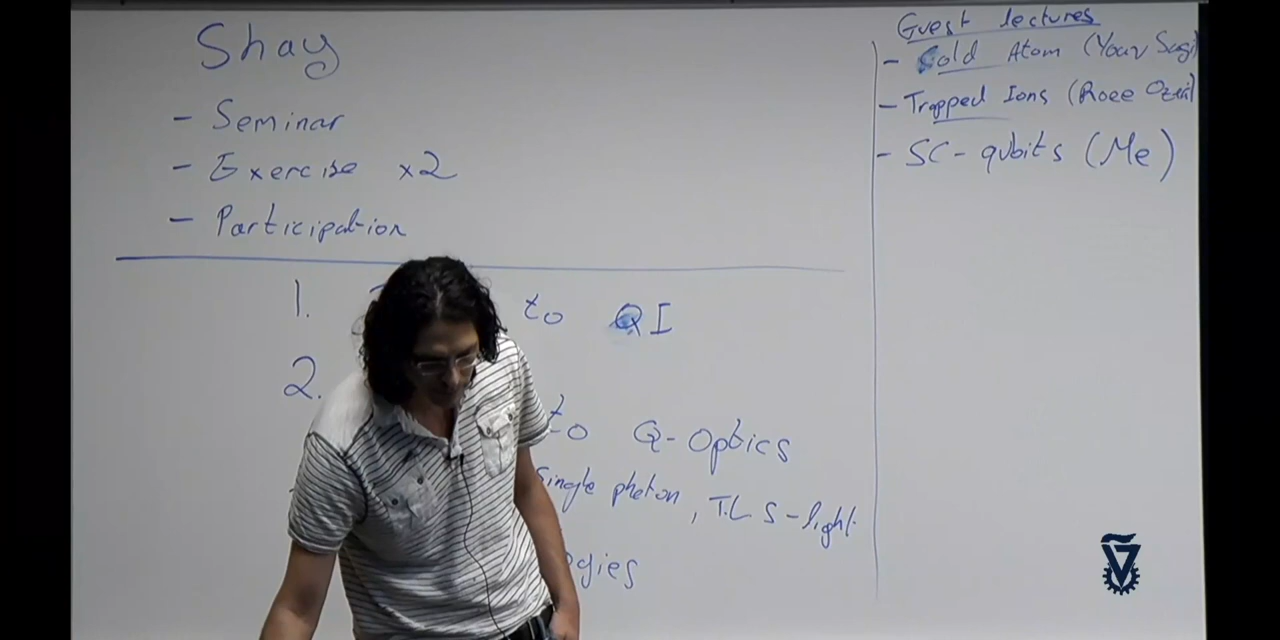 Shay
- Seminar
- Exercise x2
- Participation
1. to QI
2.
to Q-Optics
Single photon, TLS-light
ogies
Guest lectures
- Cold Atom (Yoav Sagi)
- Trapped Ions (Roee Ozeri)
- SC-qubits (Me)